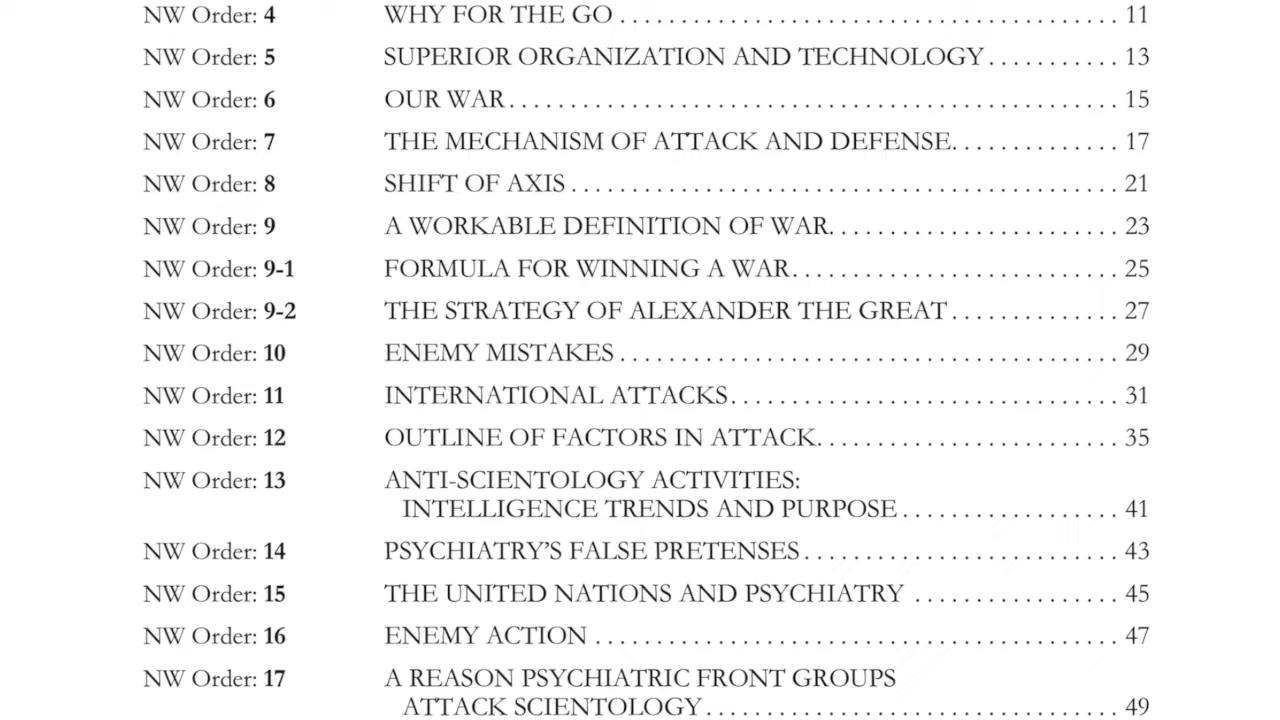 NW Order: 4 WHY FOR THE GO . . . . . . . . . . . . . . . . . . . . . . . . . . . . . . . . . . . . . . . . . 11
NW Order: 5 SUPERIOR ORGANIZATION AND TECHNOLOGY . . . . . . . . . . . 13
NW Order: 6 OUR WAR . . . . . . . . . . . . . . . . . . . . . . . . . . . . . . . . . . . . . . . . . . . . . . . . . . 15
NW Order: 7 THE MECHANISM OF ATTACK AND DEFENSE. . . . . . . . . . . . . . 17
NW Order: 8 SHIFT OF AXIS . . . . . . . . . . . . . . . . . . . . . . . . . . . . . . . . . . . . . . . . . . . . . 21
NW Order: 9 A WORKABLE DEFINITION OF WAR. . . . . . . . . . . . . . . . . . . . . . . . 23
NW Order: 9-1 FORMULA FOR WINNING A WAR. . . . . . . . . . . . . . . . . . . . . . . . . . . 25
NW Order: 9-2 THE STRATEGY OF ALEXANDER THE GREAT . . . . . . . . . . . . . . 27
NW Order: 10 ENEMY MISTAKES . . . . . . . . . . . . . . . . . . . . . . . . . . . . . . . . . . . . . . . . . 29
NW Order: 11 INTERNATIONAL ATTACKS. . . . . . . . . . . . . . . . . . . . . . . . . . . . . . . . 31
NW Order: 12 OUTLINE OF FACTORS IN ATTACK. . . . . . . . . . . . . . . . . . . . . . . . . 35
NW Order: 13 ANTI-SCIENTOLOGY ACTIVITIES:
INTELLIGENCE TRENDS AND PURPOSE . . . . . . . . . . . . . . . . . . 41
NW Order: 14 PSYCHIATRY'S FALSE PRETENSES . . . . . . . . . . . . . . . . . . . . . . . . . . 43
NW Order: 15 THE UNITED NATIONS AND PSYCHIATRY . . . . . . . . . . . . . . . . . 45
NW Order: 16 ENEMY ACTION . . . . . . . . . . . . . . . . . . . . . . . . . . . . . . . . . . . . . . . . . . . 47
NW Order: 17 A REASON PSYCHIATRIC FRONT GROUPS
ATTACK SCIENTOLOGY. . . . . . . . . . . . . . . . . . . . . . . . . . . . . . . . . . 49